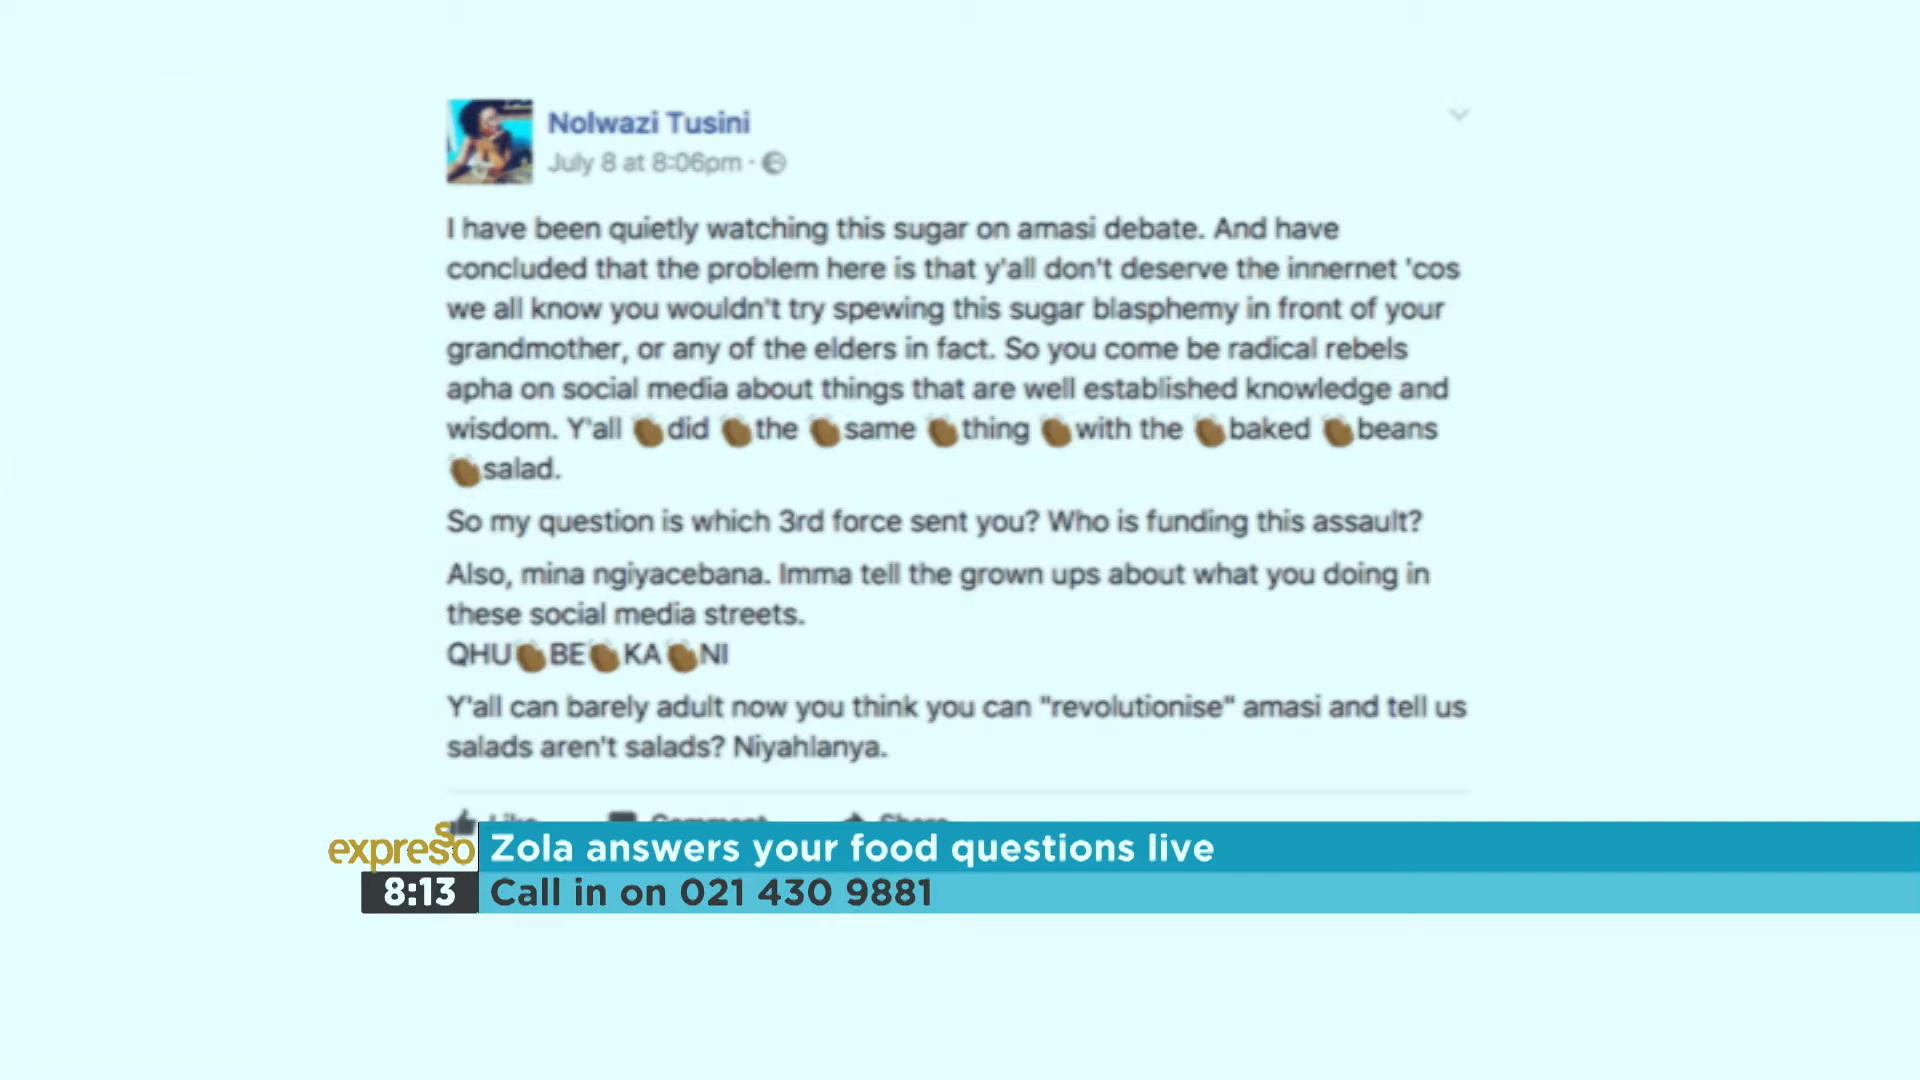 Nolwazi Tusini
July 8 at 8:06pm ·
I have been quietly watching this sugar on amasi debate. And have
concluded that the problem here is that y'all don't deserve the innernet 'cos
we all know you wouldn't try spewing this sugar blasphemy in front of your
grandmother, or any of the elders in fact. So you come be radical rebels
apha on social media about things that are well established knowledge and
wisdom. Y'all 👏🏾did 👏🏾the 👏🏾same 👏🏾thing 👏🏾with the 👏🏾baked 👏🏾beans
👏🏾salad.
So my question is which 3rd force sent you? Who is funding this assault?
Also, mina ngiyacebana. Imma tell the grown ups about what you doing in
these social media streets.
QHU👏🏾BE👏🏾KA👏🏾NI
Y'all can barely adult now you think you can "revolutionise" amasi and tell us
salads aren't salads? Niyahlanya.
Like Comment Share
expresso Zola answers your food questions live
8:13 Call in on 021 430 9881